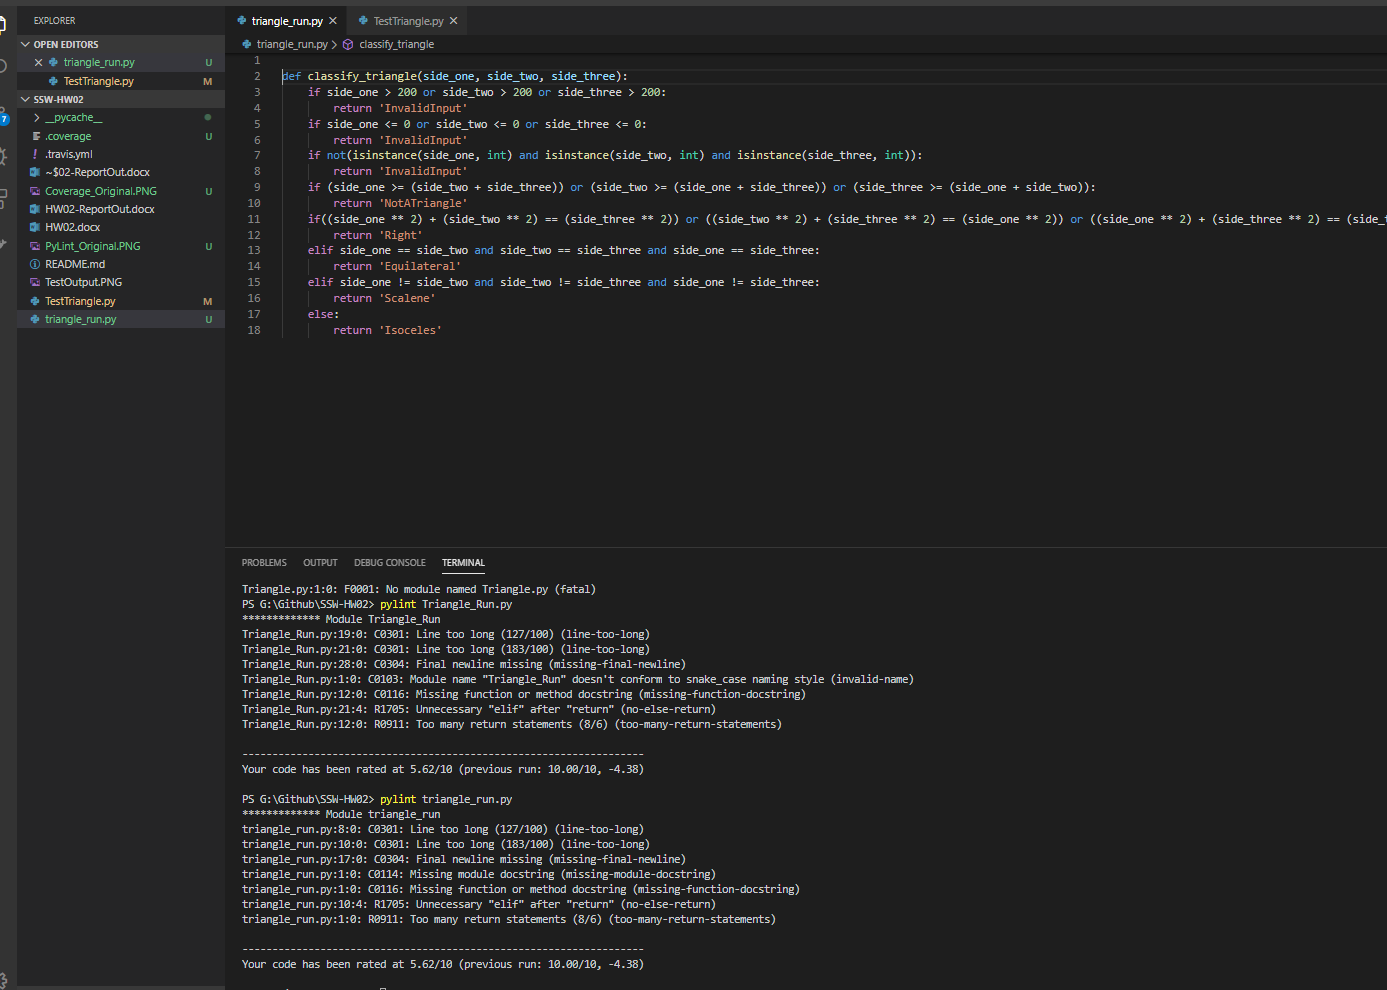 EXPLORER
OPEN EDITORS
triangle_run.py U
TestTriangle.py M
SSW-HW02
__pycache__
.coverage U
.travis.yml
~$02-ReportOut.docx
Coverage_Original.PNG U
HW02-ReportOut.docx
HW02.docx
PyLint_Original.PNG U
README.md
TestOutput.PNG
TestTriangle.py M
triangle_run.py U
7
triangle_run.py TestTriangle.py
triangle_run.py > classify_triangle
1
2 def classify_triangle(side_one, side_two, side_three):
3 if side_one > 200 or side_two > 200 or side_three > 200:
4 return 'InvalidInput'
5 if side_one <= 0 or side_two <= 0 or side_three <= 0:
6 return 'InvalidInput'
7 if not(isinstance(side_one, int) and isinstance(side_two, int) and isinstance(side_three, int)):
8 return 'InvalidInput'
9 if (side_one >= (side_two + side_three)) or (side_two >= (side_one + side_three)) or (side_three >= (side_one + side_two)):
10 return 'NotATriangle'
11 if((side_one ** 2) + (side_two ** 2) == (side_three ** 2)) or ((side_two ** 2) + (side_three ** 2) == (side_one ** 2)) or ((side_one ** 2) + (side_three ** 2) == (side_t
12 return 'Right'
13 elif side_one == side_two and side_two == side_three and side_one == side_three:
14 return 'Equilateral'
15 elif side_one != side_two and side_two != side_three and side_one != side_three:
16 return 'Scalene'
17 else:
18 return 'Isoceles'
PROBLEMS OUTPUT DEBUG CONSOLE TERMINAL
Triangle.py:1:0: F0001: No module named Triangle.py (fatal)
PS G:\Github\SSW-HW02> pylint Triangle_Run.py
************* Module Triangle_Run
Triangle_Run.py:19:0: C0301: Line too long (127/100) (line-too-long)
Triangle_Run.py:21:0: C0301: Line too long (183/100) (line-too-long)
Triangle_Run.py:28:0: C0304: Final newline missing (missing-final-newline)
Triangle_Run.py:1:0: C0103: Module name "Triangle_Run" doesn't conform to snake_case naming style (invalid-name)
Triangle_Run.py:12:0: C0116: Missing function or method docstring (missing-function-docstring)
Triangle_Run.py:21:4: R1705: Unnecessary "elif" after "return" (no-else-return)
Triangle_Run.py:12:0: R0911: Too many return statements (8/6) (too-many-return-statements)
-------------------------------------------------------------------
Your code has been rated at 5.62/10 (previous run: 10.00/10, -4.38)
PS G:\Github\SSW-HW02> pylint triangle_run.py
************* Module triangle_run
triangle_run.py:8:0: C0301: Line too long (127/100) (line-too-long)
triangle_run.py:10:0: C0301: Line too long (183/100) (line-too-long)
triangle_run.py:17:0: C0304: Final newline missing (missing-final-newline)
triangle_run.py:1:0: C0114: Missing module docstring (missing-module-docstring)
triangle_run.py:1:0: C0116: Missing function or method docstring (missing-function-docstring)
triangle_run.py:10:4: R1705: Unnecessary "elif" after "return" (no-else-return)
triangle_run.py:1:0: R0911: Too many return statements (8/6) (too-many-return-statements)
-------------------------------------------------------------------
Your code has been rated at 5.62/10 (previous run: 10.00/10, -4.38)